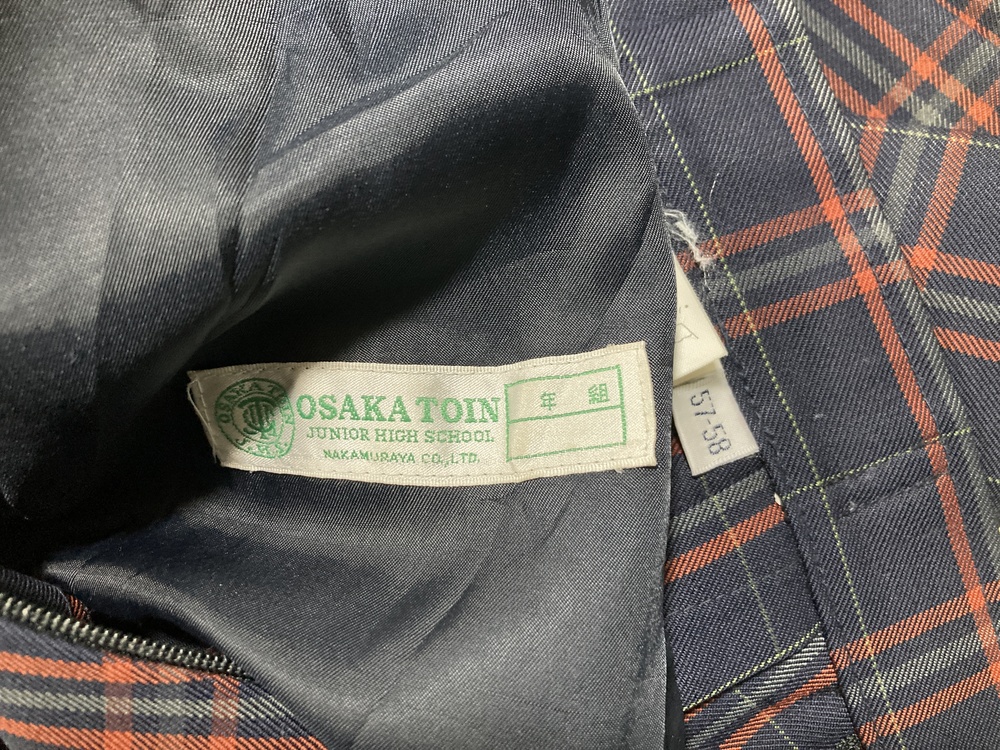 OSAKA TOIN
JUNIOR HIGH SCHOOL
NAKAMURAYA CO.,LTD.
年 組
57-58